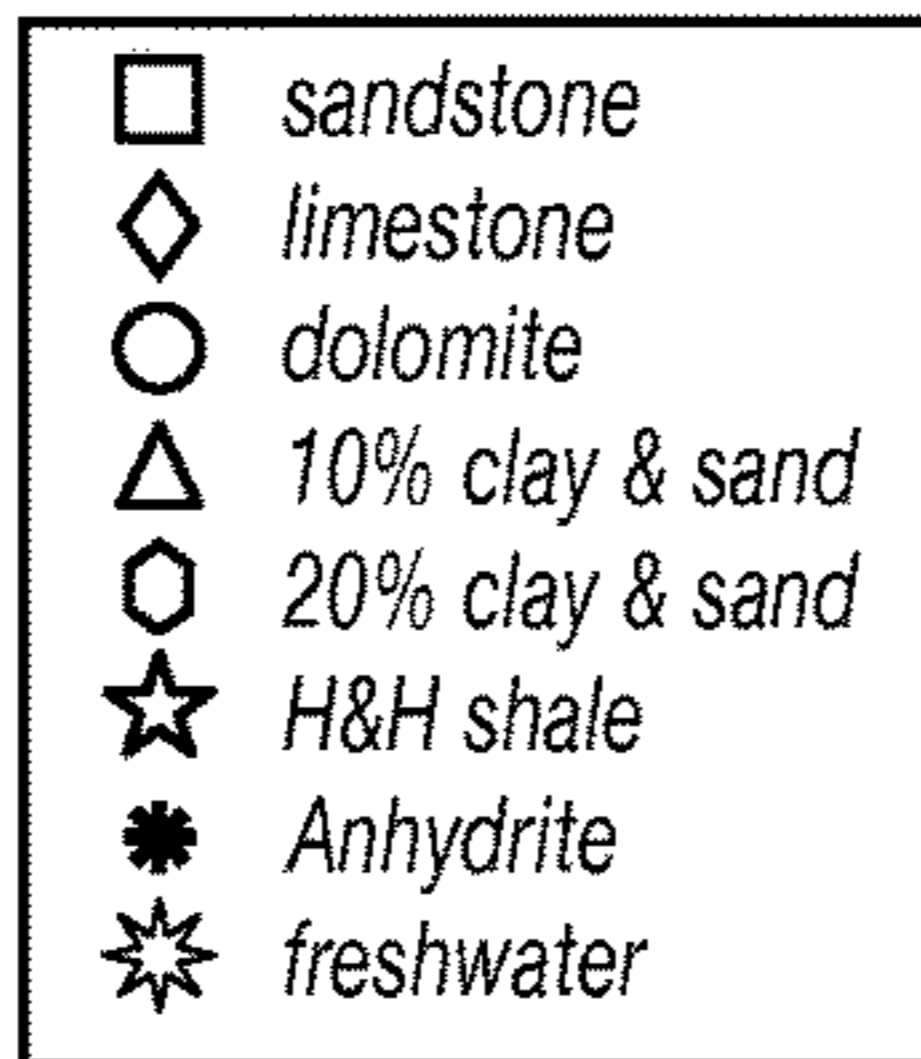 sandstone
limestone
dolomite
10% clay & sand
20% clay & sand
H&H shale
Anhydrite
freshwater